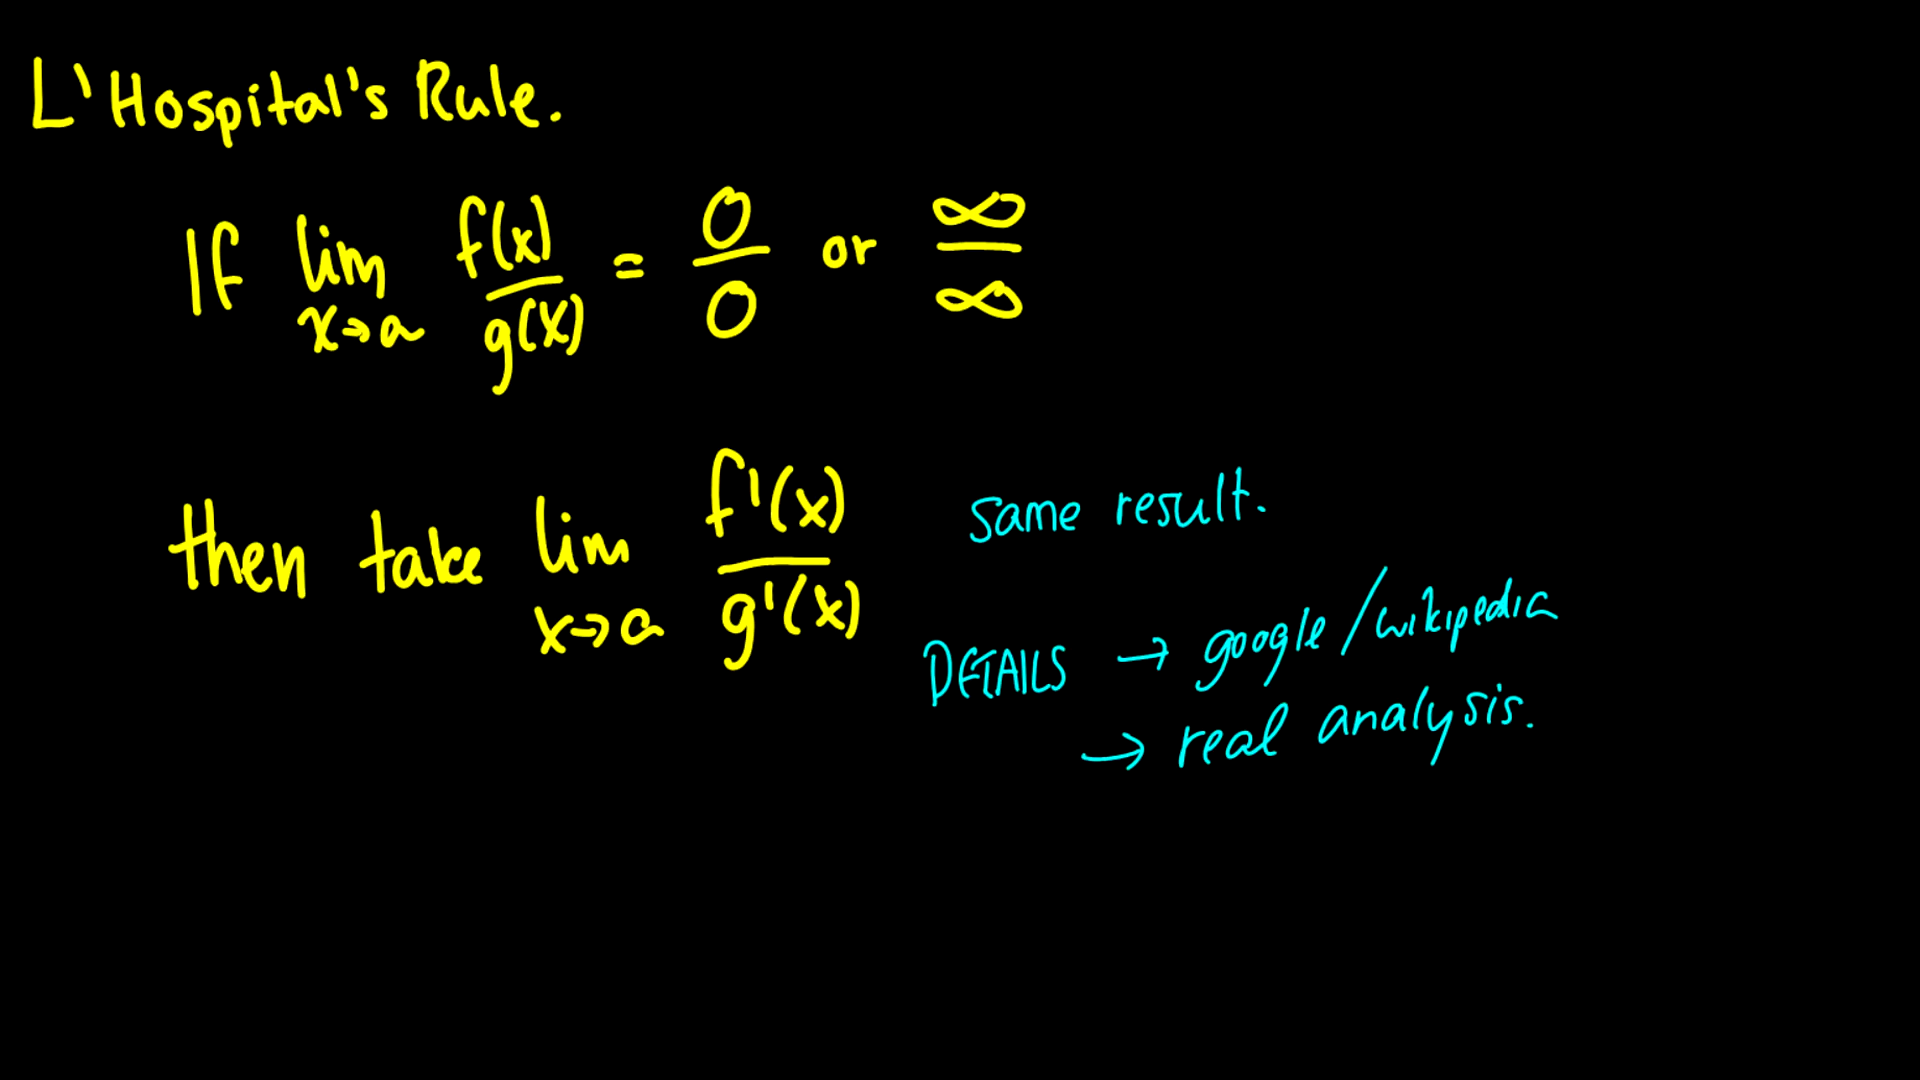 L'Hospital's Rule.
If lim x→a f(x)/g(x) = 0/0 or ∞/∞
then take lim x→a f'(x)/g'(x) same result.
DETAILS → google/wikipedia
→ real analysis.